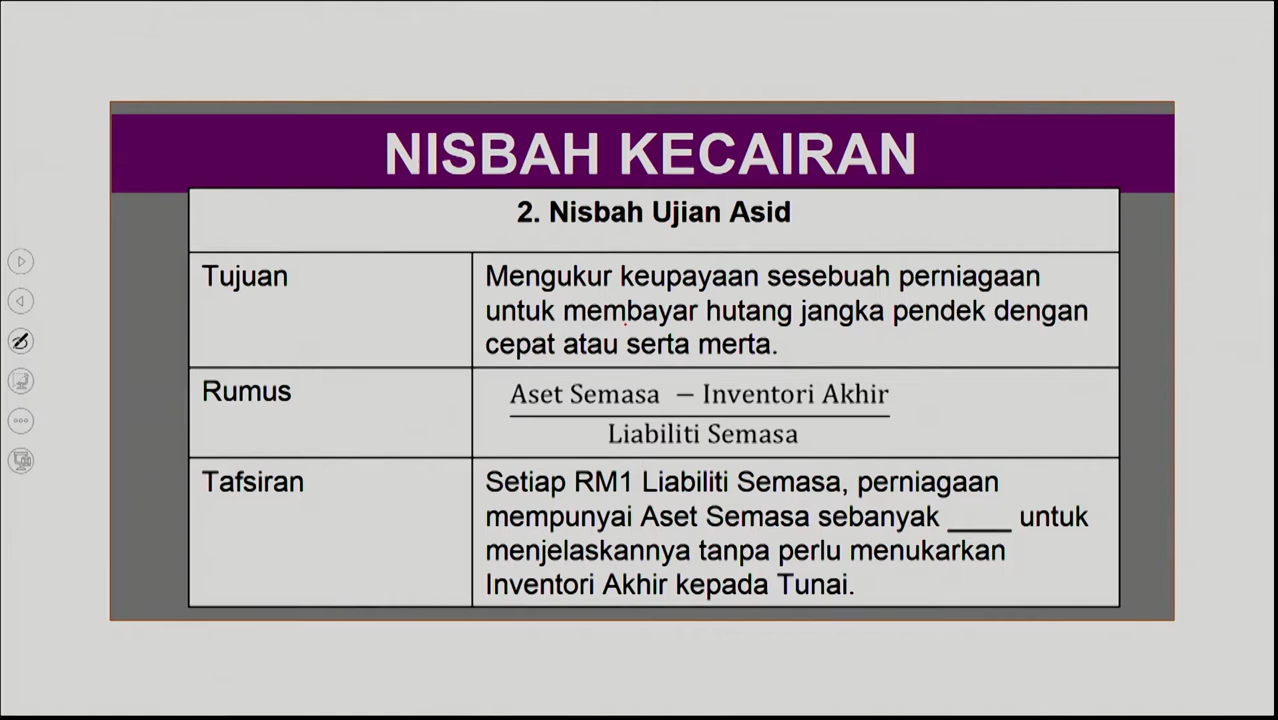 NISBAH KECAIRAN
2. Nisbah Ujian Asid
Tujuan
Mengukur keupayaan sesebuah perniagaan
untuk membayar hutang jangka pendek dengan
cepat atau serta merta.
Rumus
Aset Semasa − Inventori Akhir
Liabiliti Semasa
Tafsiran
Setiap RM1 Liabiliti Semasa, perniagaan
mempunyai Aset Semasa sebanyak ____ untuk
menjelaskannya tanpa perlu menukarkan
Inventori Akhir kepada Tunai.